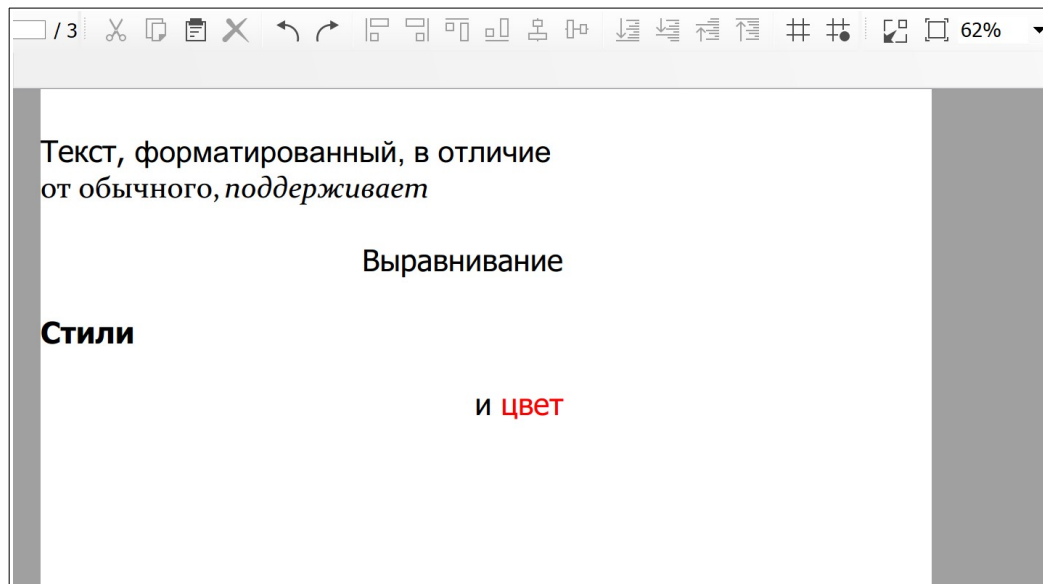 / 3
62%
Текст, форматированный, в отличие
от обычного, поддерживает
Выравнивание
Стили
и цвет